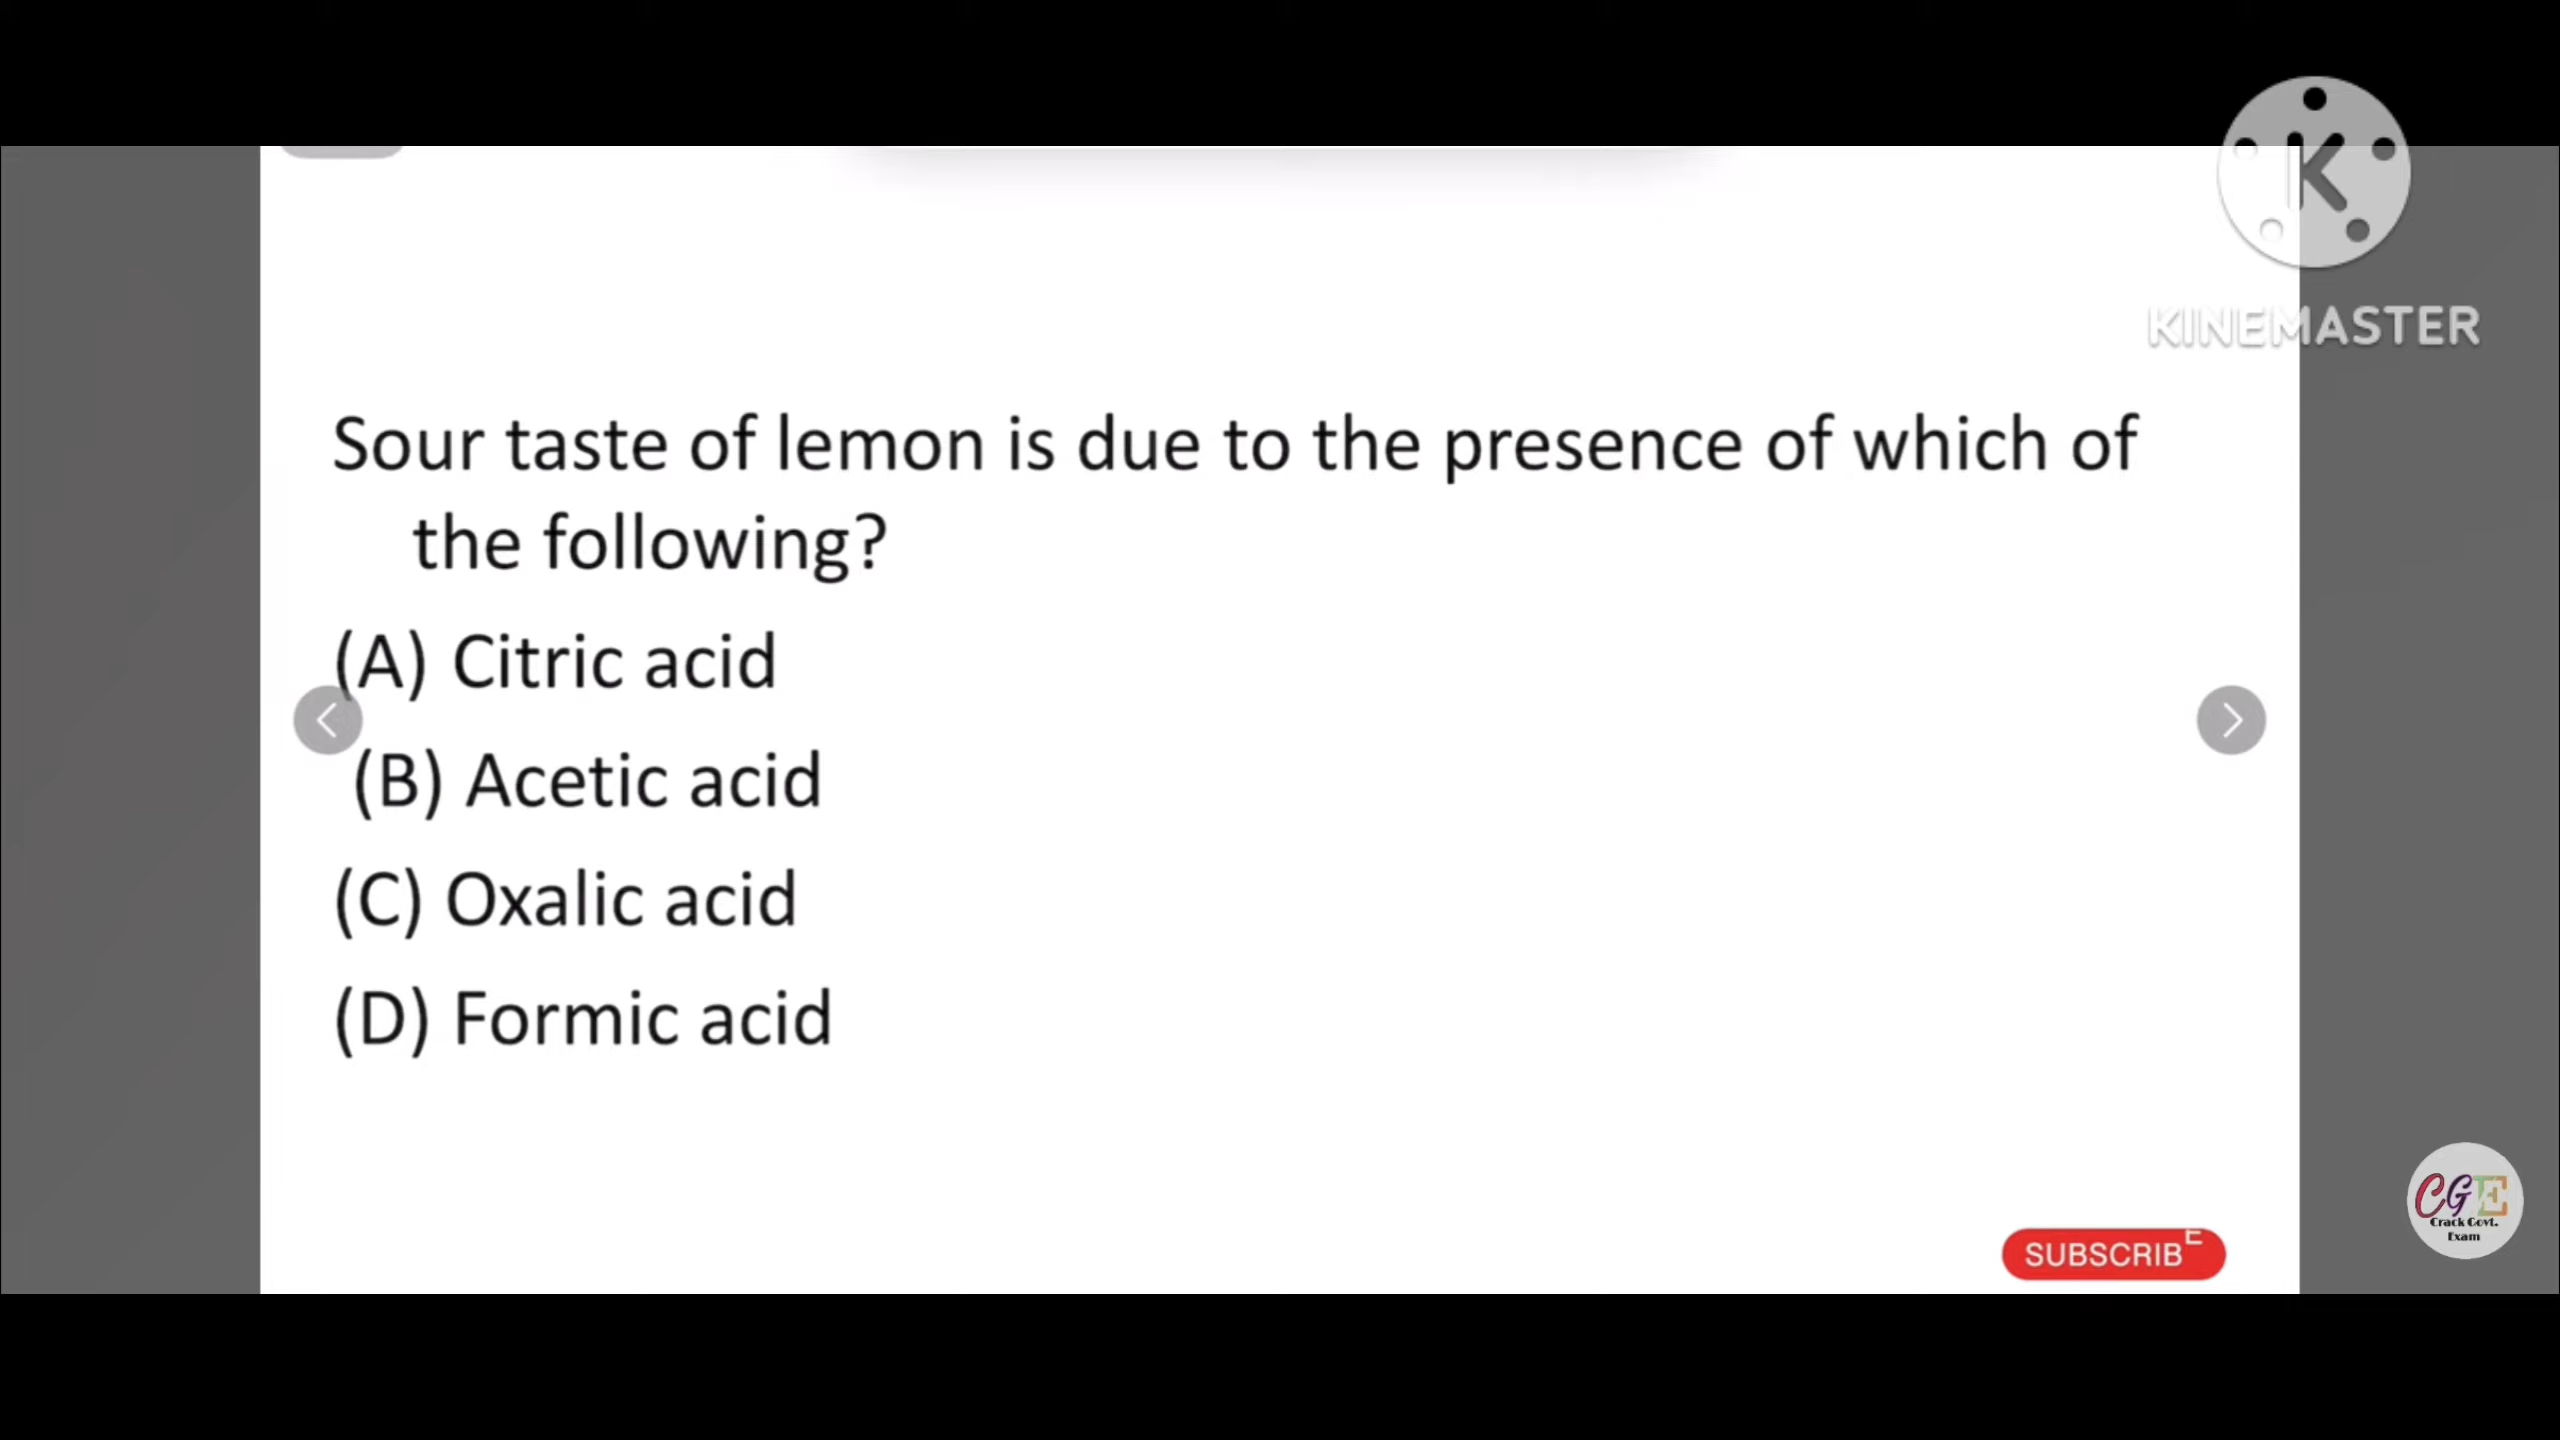 KINEMASTER
Sour taste of lemon is due to the presence of which of
the following?
(A) Citric acid
(B) Acetic acid
(C) Oxalic acid
(D) Formic acid
CGE
Crack Govt.
Exam
SUBSCRIBE